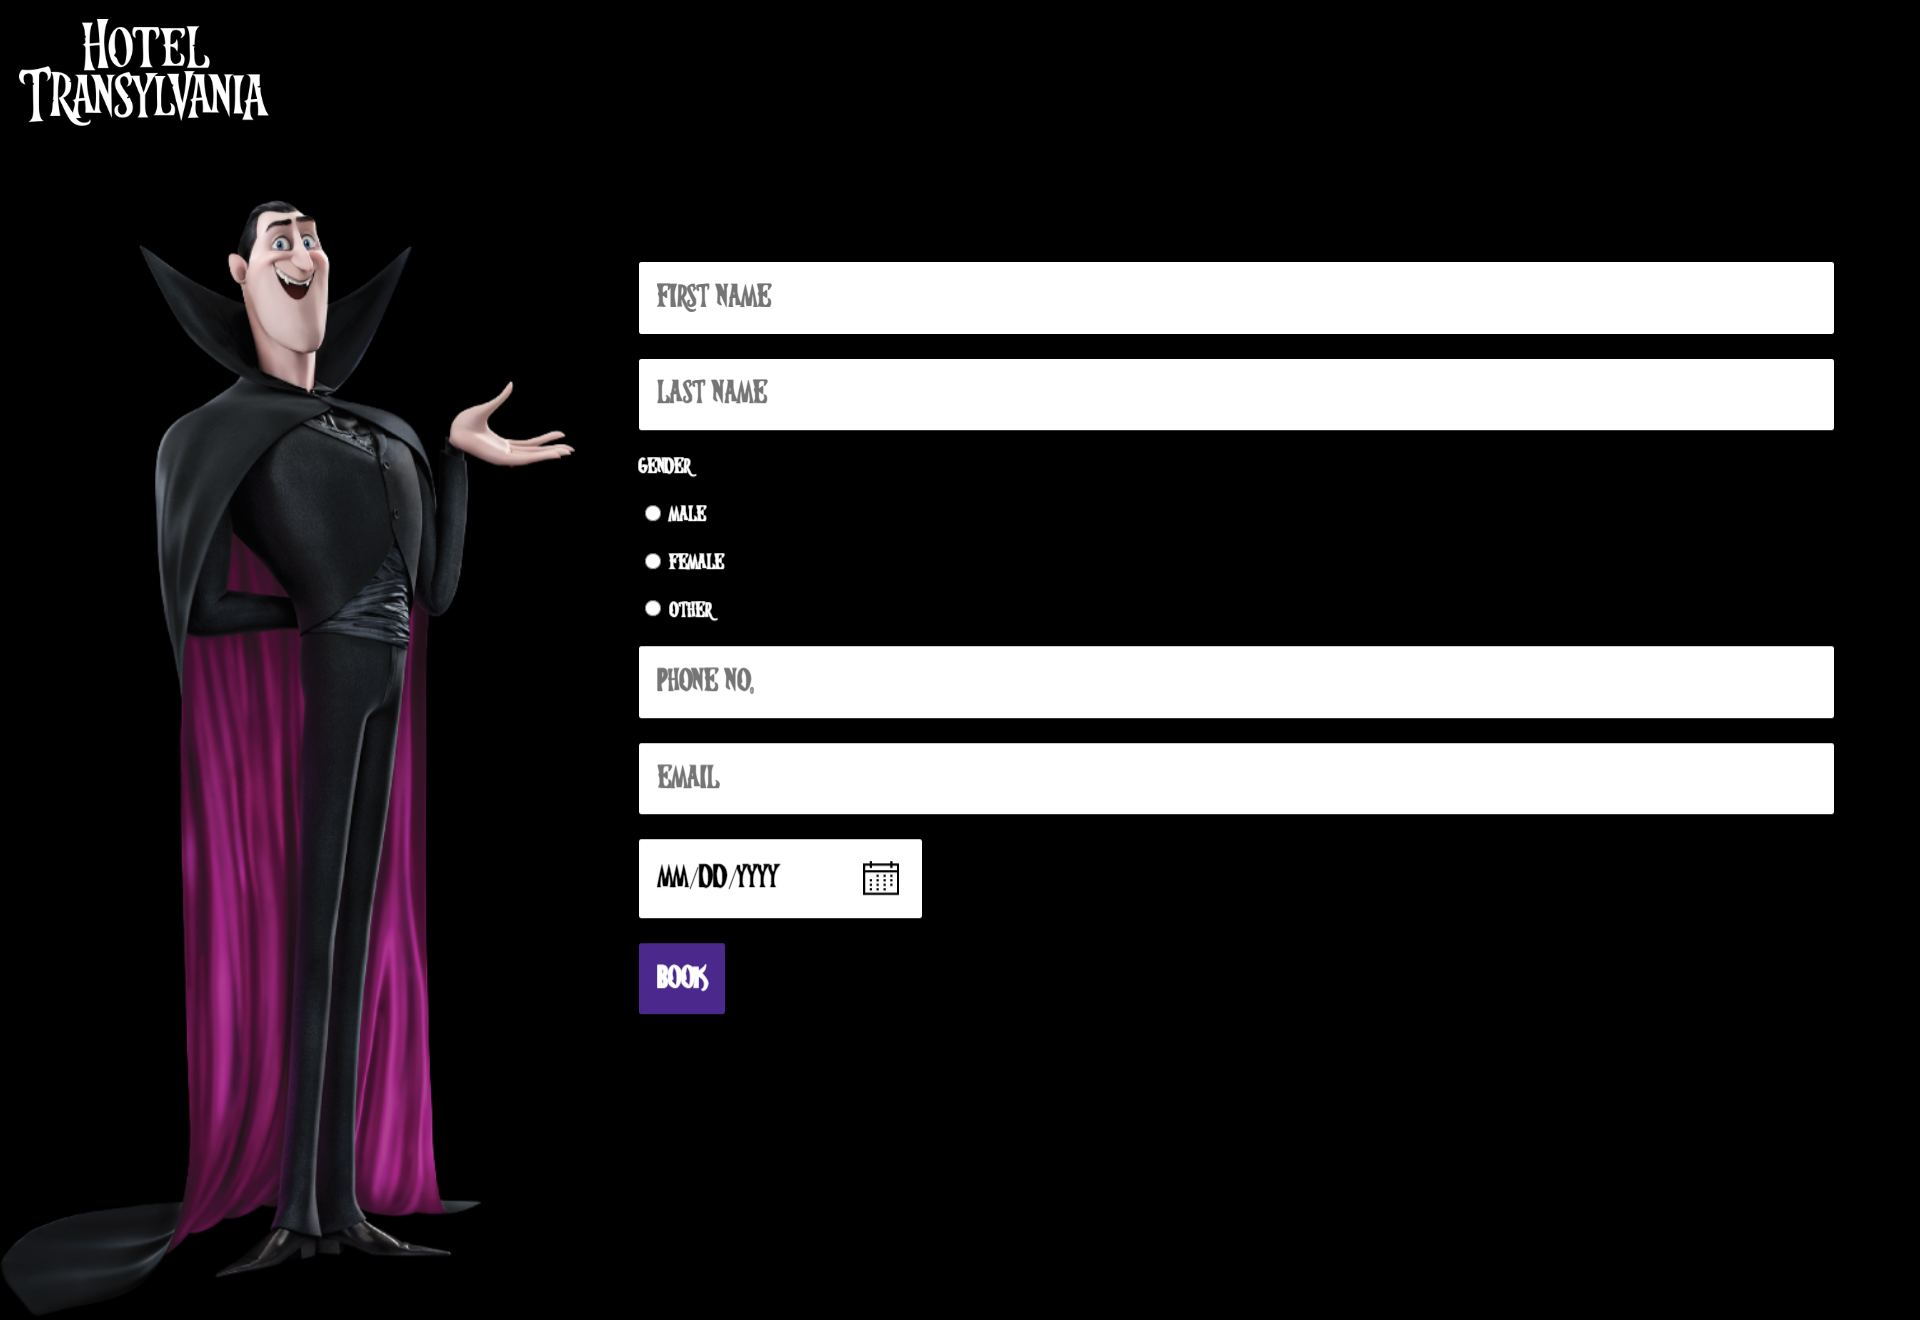 HOTEL
TRANSYLVANIA
FIRST NAME
LAST NAME
GENDER
MALE
FEMALE
OTHER
PHONE NO.
EMAIL
MM/DD/YYYY
BOOK